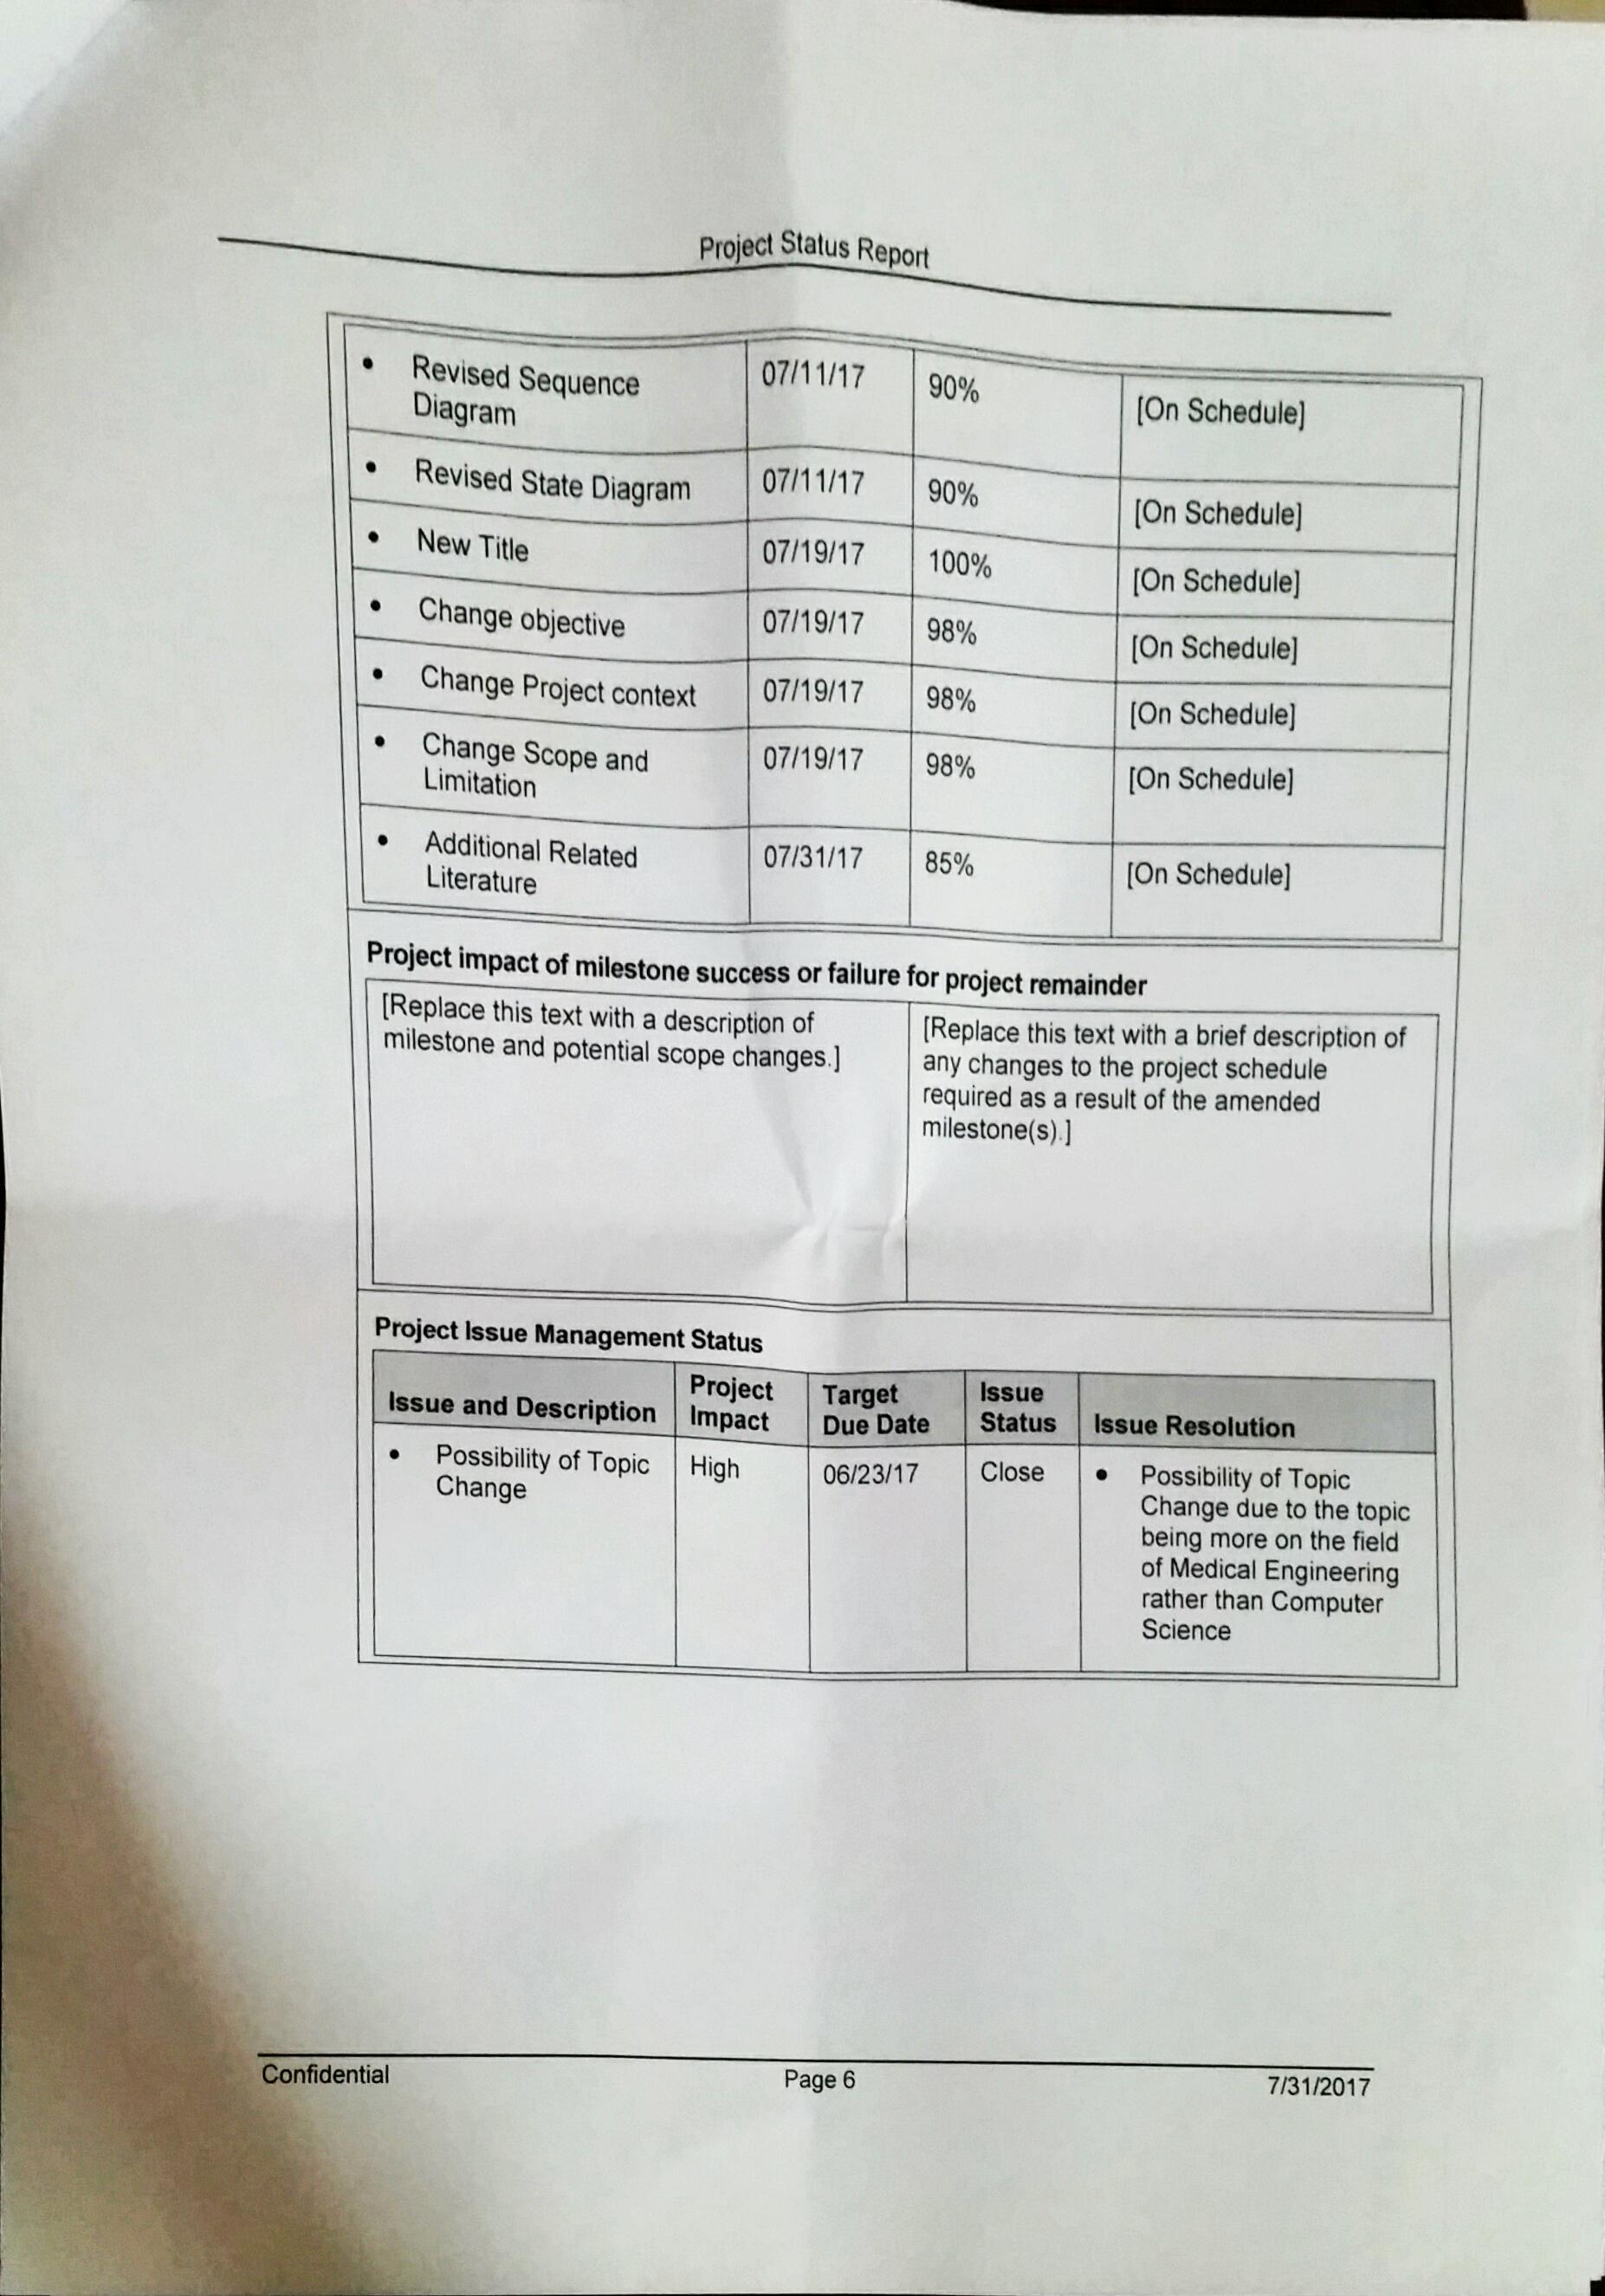 Project Status Report
• Revised Sequence
Diagram
07/11/17
90%
[On Schedule]
• Revised State Diagram
07/11/17
90%
[On Schedule]
• New Title
07/19/17
100%
[On Schedule]
• Change objective
07/19/17
98%
[On Schedule]
• Change Project context
07/19/17
98%
[On Schedule]
• Change Scope and
Limitation
07/19/17
98%
[On Schedule]
• Additional Related
Literature
07/31/17
85%
[On Schedule]
Project impact of milestone success or failure for project remainder
[Replace this text with a description of
milestone and potential scope changes.]
[Replace this text with a brief description of
any changes to the project schedule
required as a result of the amended
milestone(s).]
Project Issue Management Status
Issue and Description
Project
Impact
Target
Due Date
Issue
Status
Issue Resolution
• Possibility of Topic
Change
High
06/23/17
Close
• Possibility of Topic
Change due to the topic
being more on the field
of Medical Engineering
rather than Computer
Science
Confidential
Page 6
7/31/2017